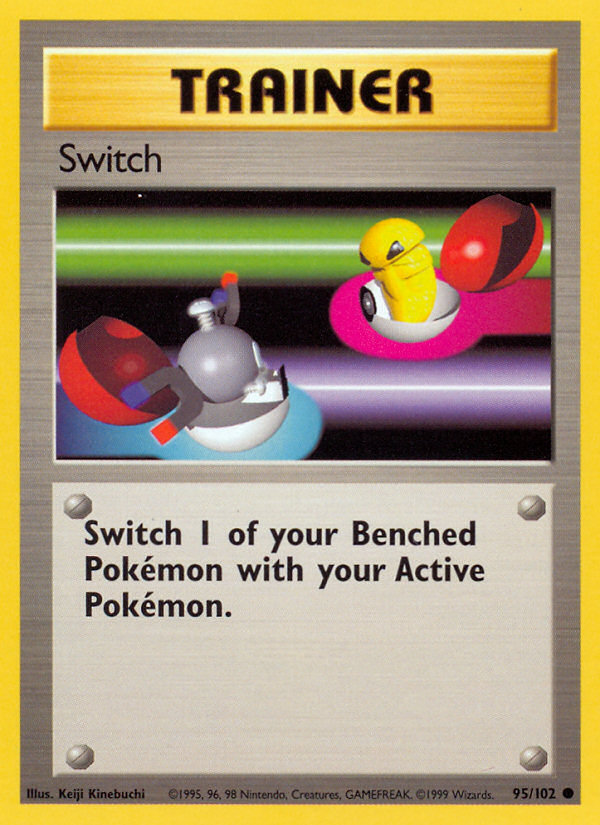 TRAINER
Switch
Switch 1 of your Benched
Pokémon with your Active
Pokémon.
Illus. Keiji Kinebuchi ©1995, 96, 98 Nintendo, Creatures, GAMEFREAK. ©1999 Wizards. 95/102 ●